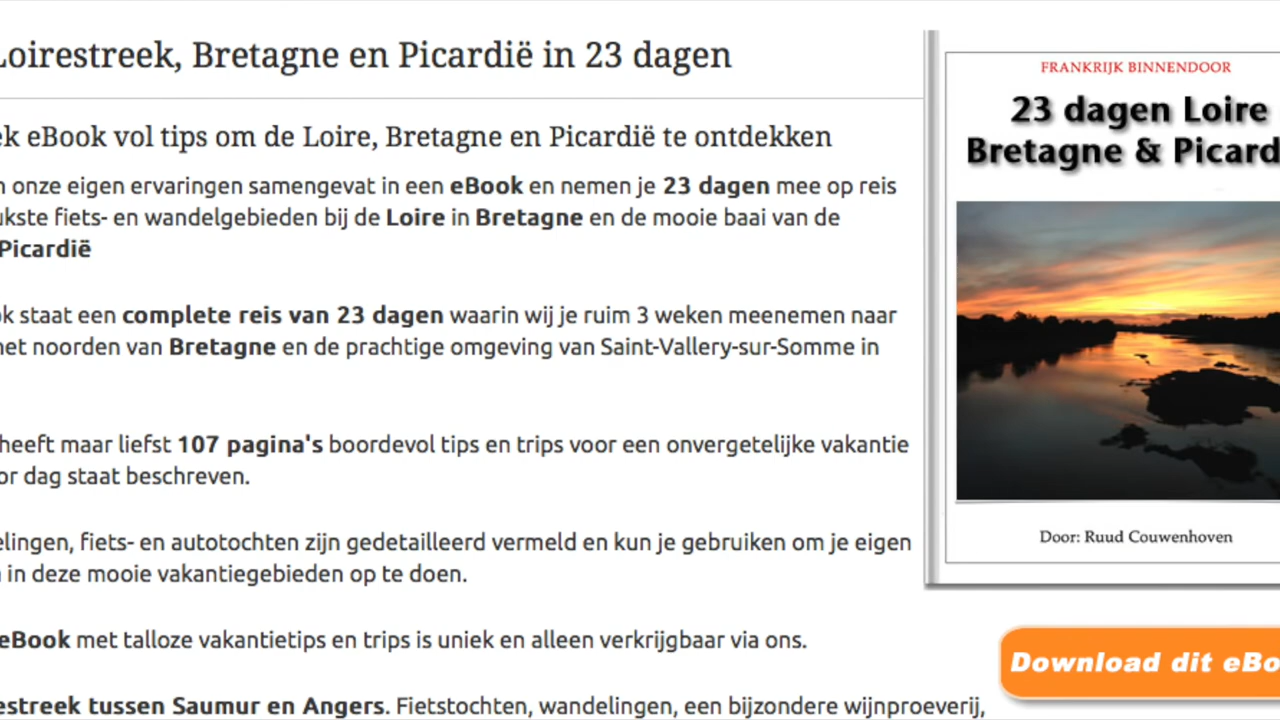 Loirestreek, Bretagne en Picardië in 23 dagen
ek eBook vol tips om de Loire, Bretagne en Picardië te ontdekken
n onze eigen ervaringen samengevat in een eBook en nemen je 23 dagen mee op reis
ukste fiets- en wandelgebieden bij de Loire in Bretagne en de mooie baai van de
Picardië
ok staat een complete reis van 23 dagen waarin wij je ruim 3 weken meenemen naar
het noorden van Bretagne en de prachtige omgeving van Saint-Vallery-sur-Somme in
heeft maar liefst 107 pagina's boordevol tips en trips voor een onvergetelijke vakantie
or dag staat beschreven.
elingen, fiets- en autotochten zijn gedetailleerd vermeld en kun je gebruiken om je eigen
in deze mooie vakantiegebieden op te doen.
eBook met talloze vakantietips en trips is uniek en alleen verkrijgbaar via ons.
estreek tussen Saumur en Angers. Fietstochten, wandelingen, een bijzondere wijnproeverij,
FRANKRIJK BINNENDOOR
23 dagen Loire
Bretagne & Picard
Door: Ruud Couwenhoven
Download dit eBo